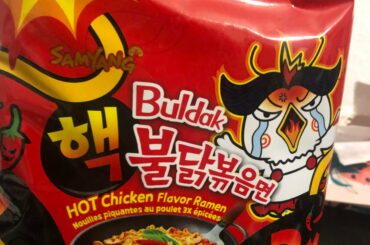 SAMYANG
핵
Buldak
불닭볶음면
HOT Chicken Flavor Ramen
Nouilles piquantes au poulet 3X épicées